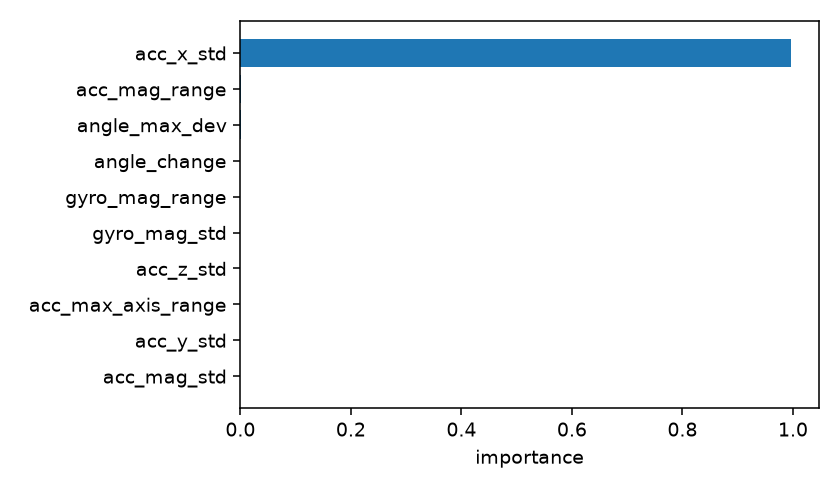 acc_x_std
acc_mag_range
angle_max_dev
angle_change
gyro_mag_range
gyro_mag_std
acc_z_std
acc_max_axis_range
acc_y_std
acc_mag_std
0.0 0.2 0.4 0.6 0.8 1.0
importance